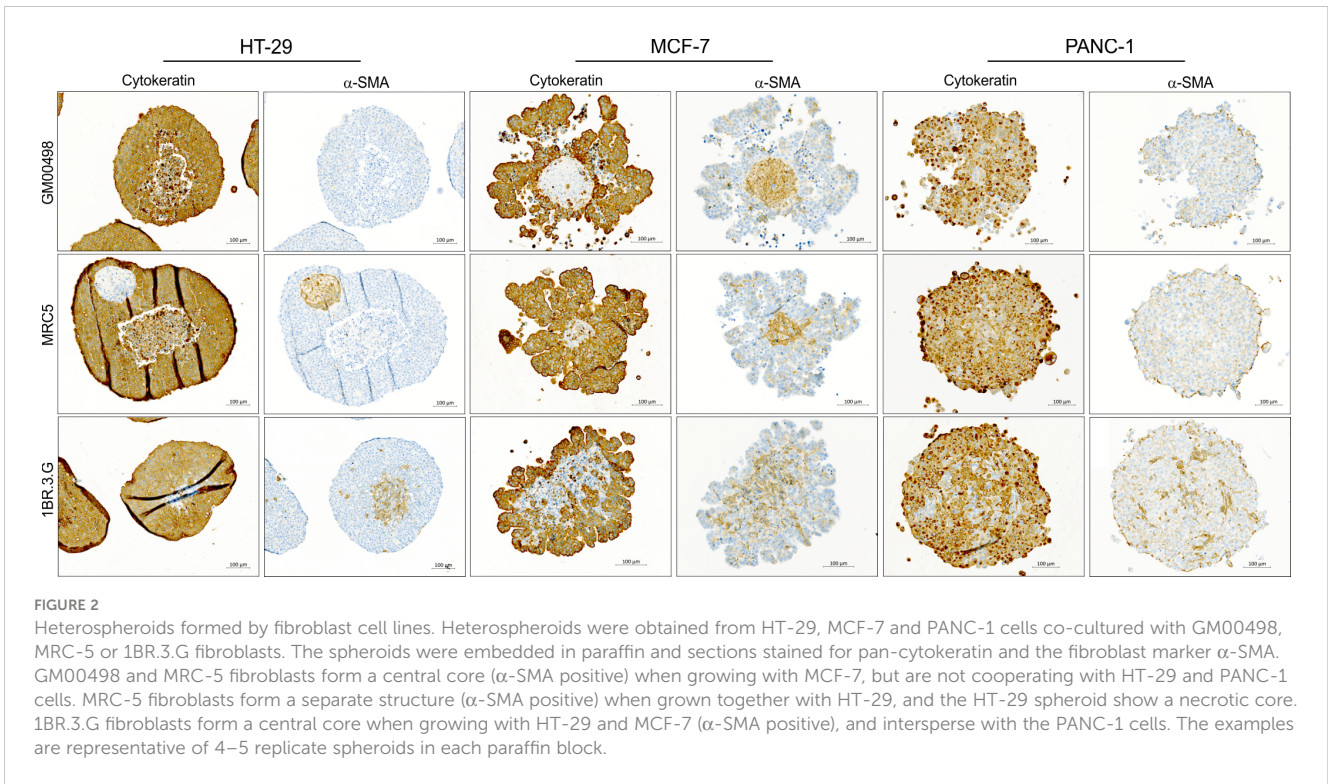 HT-29
MCF-7
PANC-1
Cytokeratin
α-SMA
Cytokeratin
α-SMA
Cytokeratin
α-SMA
GM00498
100 µm
100 µm
100 µm
100 µm
100 µm
100 µm
MRC5
100 µm
100 µm
100 µm
100 µm
100 µm
100 µm
1BR.3.G
100 µm
100 µm
100 µm
100 µm
100 µm
100 µm
FIGURE 2
Heterospheroids formed by fibroblast cell lines. Heterospheroids were obtained from HT-29, MCF-7 and PANC-1 cells co-cultured with GM00498,
MRC-5 or 1BR.3.G fibroblasts. The spheroids were embedded in paraffin and sections stained for pan-cytokeratin and the fibroblast marker α-SMA.
GM00498 and MRC-5 fibroblasts form a central core (α-SMA positive) when growing with MCF-7, but are not cooperating with HT-29 and PANC-1
cells. MRC-5 fibroblasts form a separate structure (α-SMA positive) when grown together with HT-29, and the HT-29 spheroid show a necrotic core.
1BR.3.G fibroblasts form a central core when growing with HT-29 and MCF-7 (α-SMA positive), and intersperse with the PANC-1 cells. The examples
are representative of 4–5 replicate spheroids in each paraffin block.